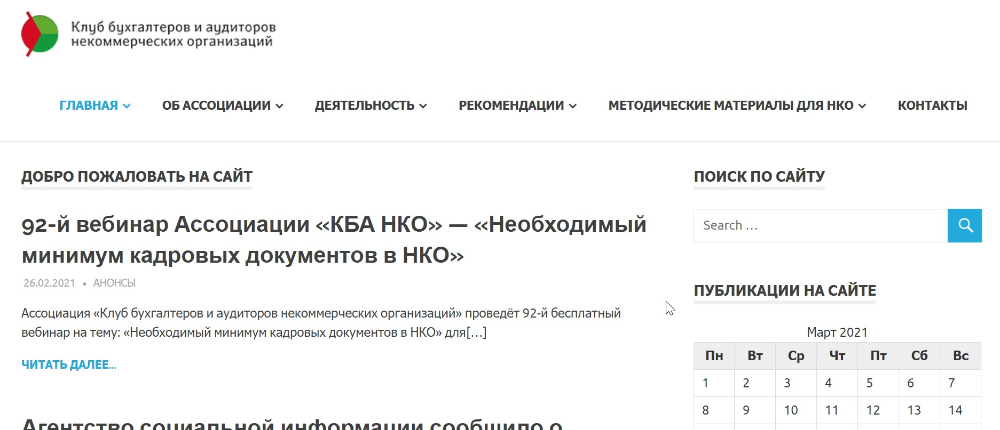 Клуб бухгалтеров и аудиторов
некоммерческих организаций
ГЛАВНАЯ ОБ АССОЦИАЦИИ ДЕЯТЕЛЬНОСТЬ РЕКОМЕНДАЦИИ МЕТОДИЧЕСКИЕ МАТЕРИАЛЫ ДЛЯ НКО КОНТАКТЫ
ДОБРО ПОЖАЛОВАТЬ НА САЙТ
92-й вебинар Ассоциации «КБА НКО» — «Необходимый
минимум кадровых документов в НКО»
26.02.2021 • АНОНСЫ
Ассоциация «Клуб бухгалтеров и аудиторов некоммерческих организаций» проведёт 92-й бесплатный
вебинар на тему: «Необходимый минимум кадровых документов в НКО» для[…]
ЧИТАТЬ ДАЛЕЕ...
Агентство социальной информации сообщило о
ПОИСК ПО САЙТУ
Search …
ПУБЛИКАЦИИ НА САЙТЕ
Март 2021
Пн Вт Ср Чт Пт Сб Вс
1 2 3 4 5 6 7
8 9 10 11 12 13 14